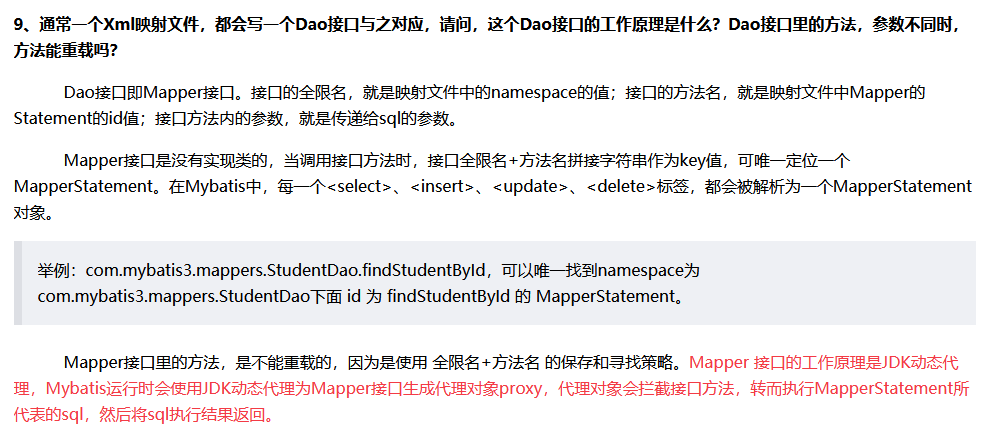 9、通常一个Xml映射文件，都会写一个Dao接口与之对应，请问，这个Dao接口的工作原理是什么？Dao接口里的方法，参数不同时，
方法能重载吗？
Dao接口即Mapper接口。接口的全限名，就是映射文件中的namespace的值；接口的方法名，就是映射文件中Mapper的
Statement的id值；接口方法内的参数，就是传递给sql的参数。
Mapper接口是没有实现类的，当调用接口方法时，接口全限名+方法名拼接字符串作为key值，可唯一定位一个
MapperStatement。在Mybatis中，每一个<select>、<insert>、<update>、<delete>标签，都会被解析为一个MapperStatement
对象。
举例：com.mybatis3.mappers.StudentDao.findStudentById，可以唯一找到namespace为
com.mybatis3.mappers.StudentDao下面 id 为 findStudentById 的 MapperStatement。
Mapper接口里的方法，是不能重载的，因为是使用 全限名+方法名 的保存和寻找策略。Mapper 接口的工作原理是JDK动态代
理，Mybatis运行时会使用JDK动态代理为Mapper接口生成代理对象proxy，代理对象会拦截接口方法，转而执行MapperStatement所
代表的sql，然后将sql执行结果返回。